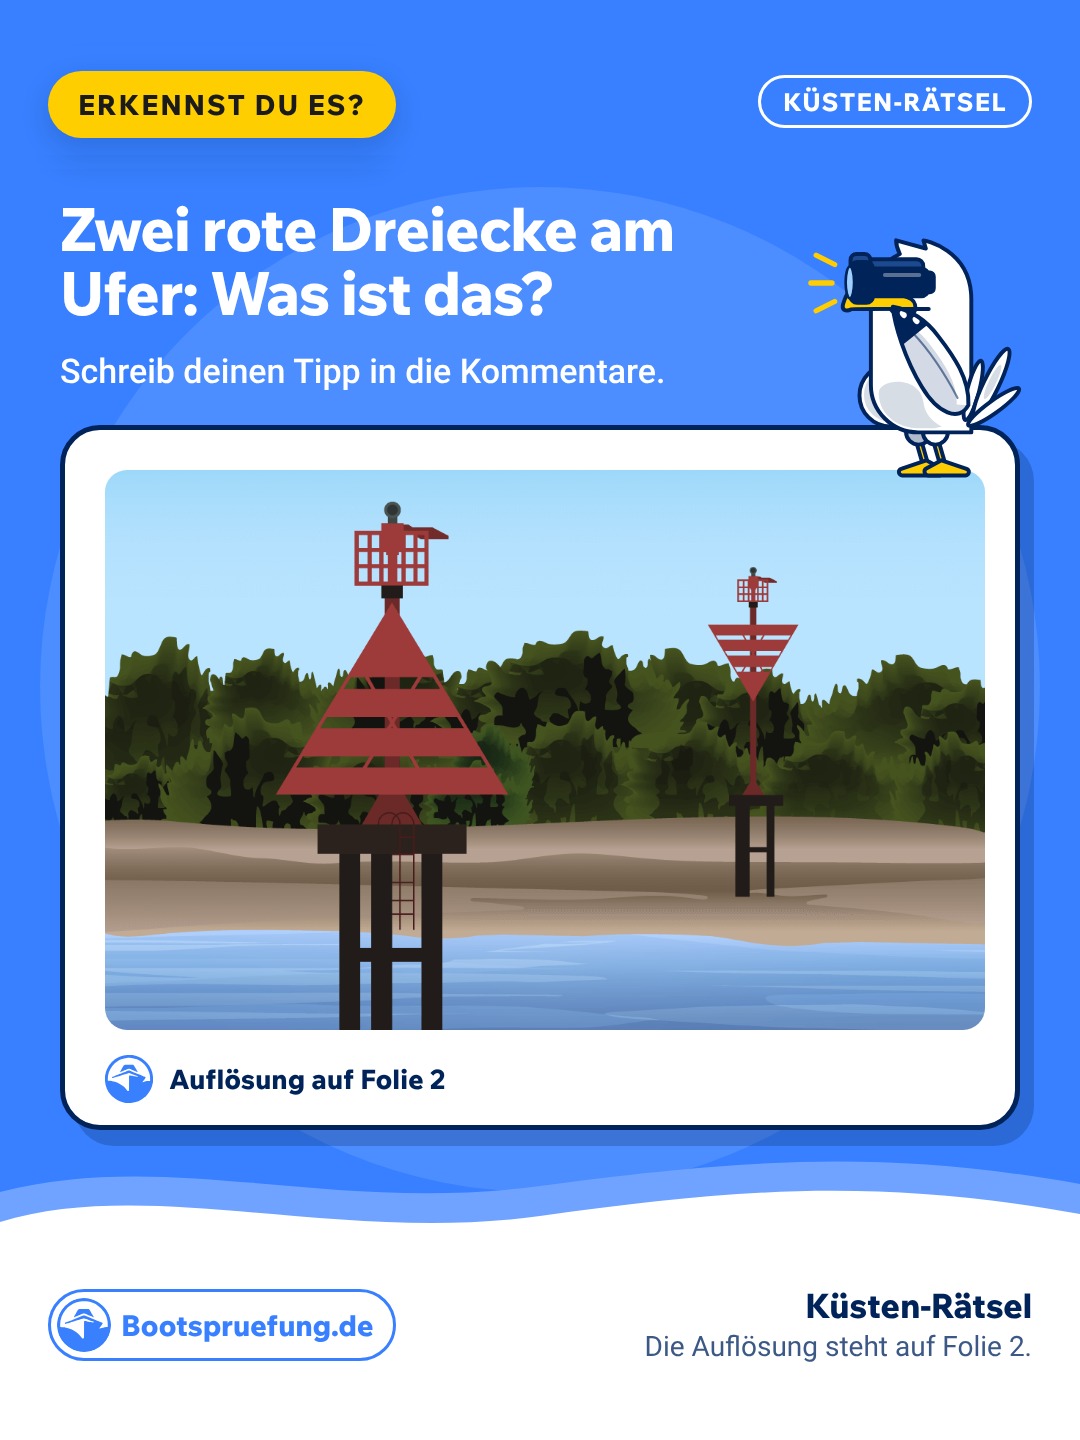 ERKENNST DU ES?
KÜSTEN-RÄTSEL
Zwei rote Dreiecke am
Ufer: Was ist das?
Schreib deinen Tipp in die Kommentare.
Auflösung auf Folie 2
Bootspruefung.de
Küsten-Rätsel
Die Auflösung steht auf Folie 2.